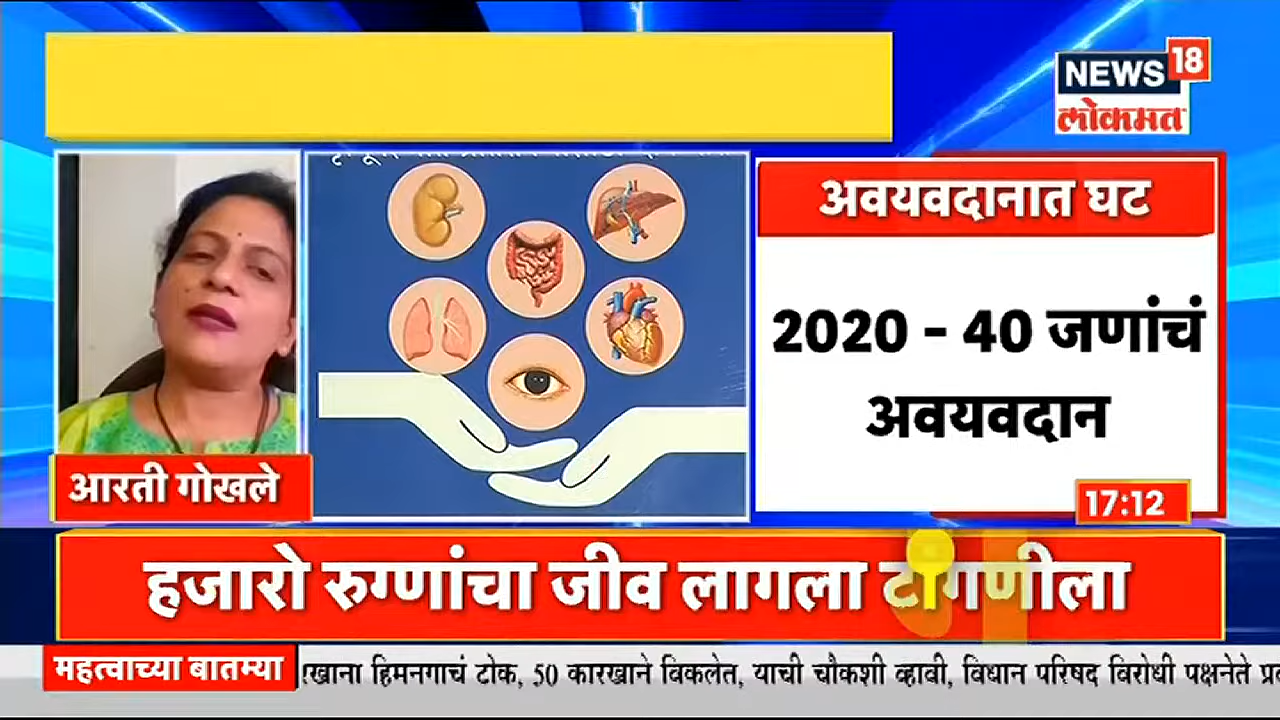 NEWS 18
लोकमत
अवयवदानात घट
2020 - 40 जणांचं
अवयवदान
आरती गोखले
17:12
हजारो रुग्णांचा जीव लागला टांगणीला
महत्वाच्या बातम्या
हिमनगाचं टोक, 50 कारखाने विकलेत, याची चौकशी व्हावी, विधान परिषद विरोधी पक्षनेते